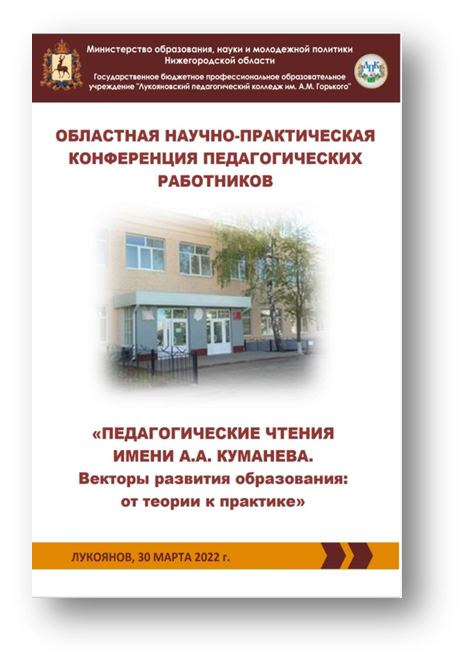 Министерство образования, науки и молодежной политики
Нижегородской области
Государственное бюджетное профессиональное образовательное
учреждение "Лукояновский педагогический колледж им. А.М. Горького"
ЛПК
ОБЛАСТНАЯ НАУЧНО-ПРАКТИЧЕСКАЯ
КОНФЕРЕНЦИЯ ПЕДАГОГИЧЕСКИХ
РАБОТНИКОВ
«ПЕДАГОГИЧЕСКИЕ ЧТЕНИЯ
ИМЕНИ А.А. КУМАНЕВА.
Векторы развития образования:
от теории к практике»
ЛУКОЯНОВ, 30 МАРТА 2022 г.